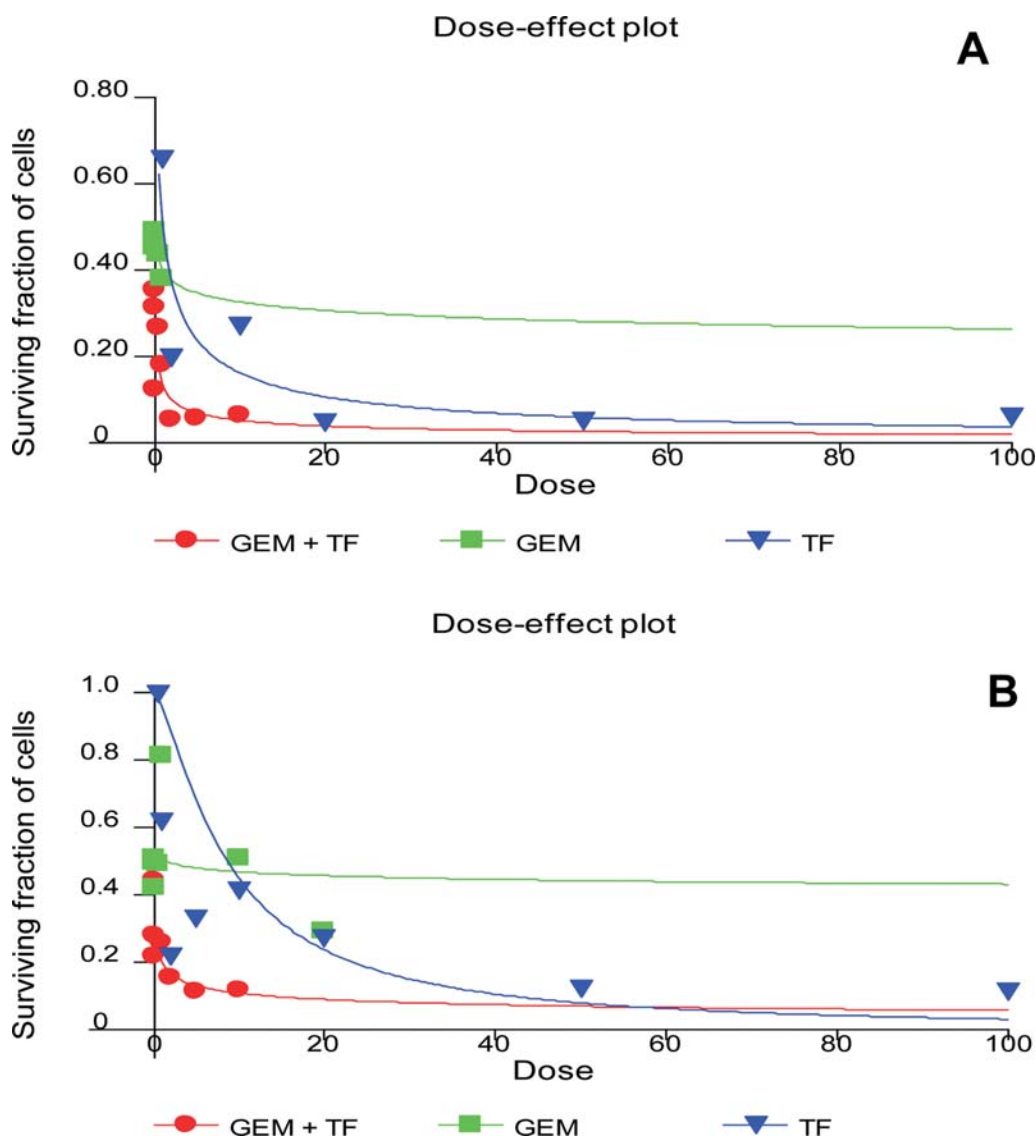 Dose-effect plot
A
Surviving fraction of cells
0.80
0.60
0.40
0.20
0
0 20 40 60 80 100
Dose
GEM + TF GEM TF
Dose-effect plot
B
Surviving fraction of cells
1.0
0.8
0.6
0.4
0.2
0
0 20 40 60 80 100
Dose
GEM + TF GEM TF